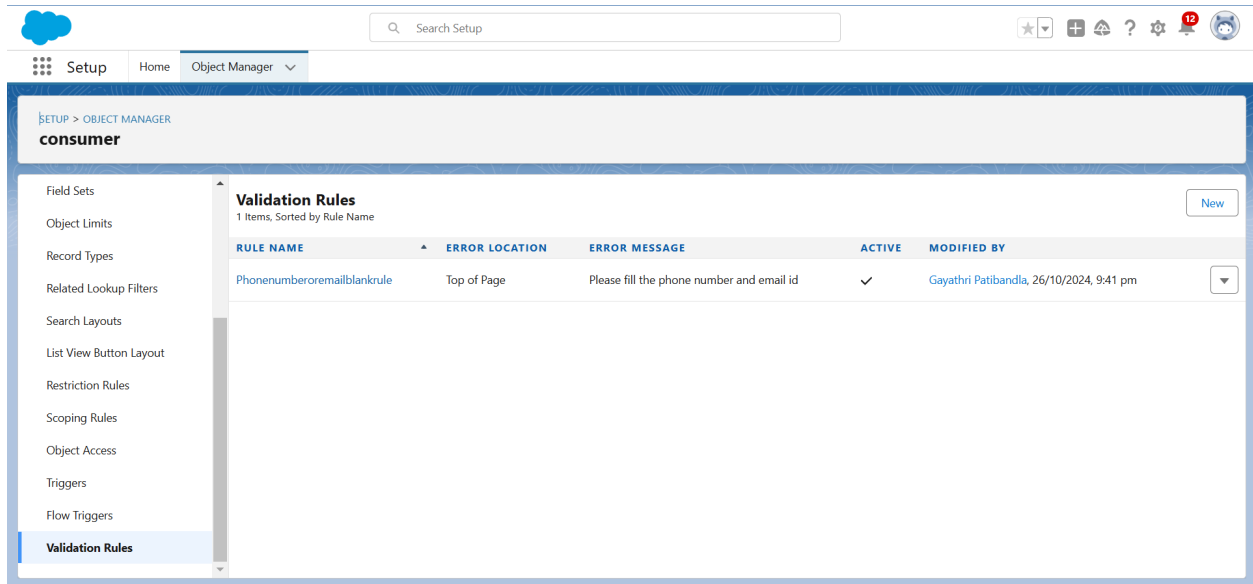 Search Setup
12
Setup
Home
Object Manager
SETUP > OBJECT MANAGER
consumer
Field Sets
Object Limits
Record Types
Related Lookup Filters
Search Layouts
List View Button Layout
Restriction Rules
Scoping Rules
Object Access
Triggers
Flow Triggers
Validation Rules
Validation Rules
1 Items, Sorted by Rule Name
New
RULE NAME ERROR LOCATION ERROR MESSAGE ACTIVE MODIFIED BY
Phonenumberoremailblankrule Top of Page Please fill the phone number and email id Gayathri Patibandla, 26/10/2024, 9:41 pm